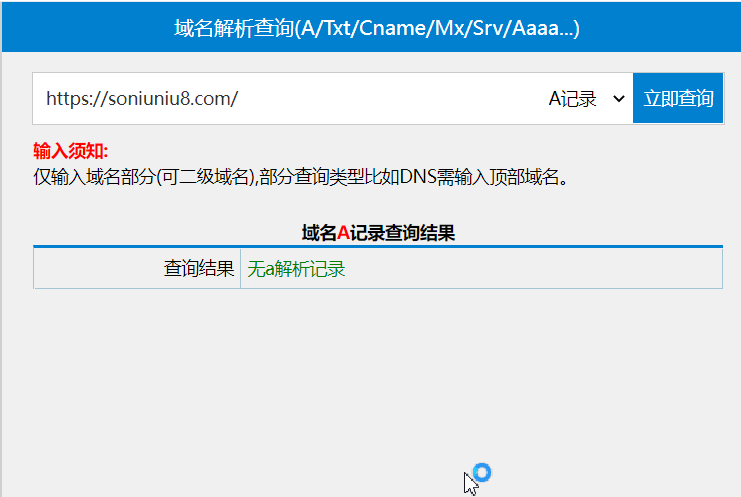 域名解析查询(A/Txt/Cname/Mx/Srv/Aaaa...)
https://soniuniu8.com/ A记录 立即查询
输入须知:
仅输入域名部分(可二级域名),部分查询类型比如DNS需输入顶部域名。
域名A记录查询结果
查询结果 无a解析记录